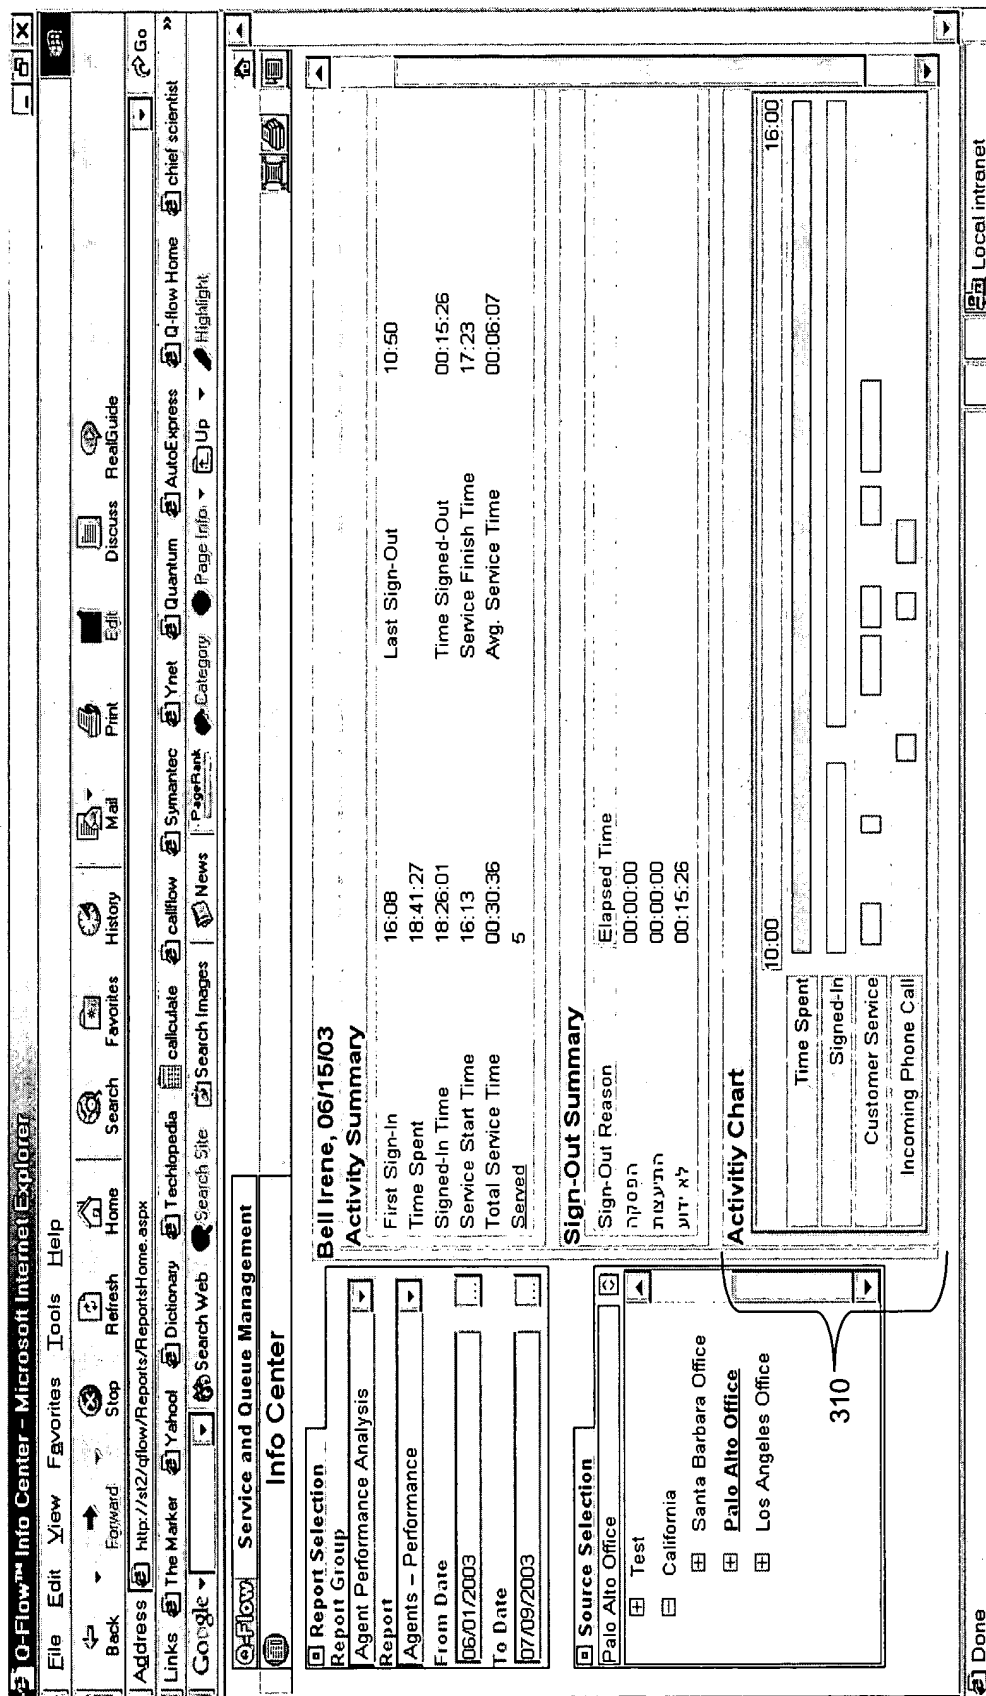 Q-Flow™ Info Center – Microsoft Internet Explorer
File Edit View Favorites Tools Help
Back Forward Stop Refresh Home Search Favorites History Mail Print Edit Discuss RealGuide
Address http://st2/qflow/Reports/ReportsHome.aspx Go
Links The Marker Yahoo! Dictionary Techlopedia callculate callflow Symantec Ynet Quantum AutoExpress Q-flow Home chief scientist »
Google Search Web Search Site Search Images News PageRank Category Page Info Up Highlight
Q-Flow Service and Queue Management
Info Center
Report Selection
Report Group
Agent Performance Analysis
Report
Agents – Performance
From Date
06/01/2003 ...
To Date
07/09/2003 ...
Source Selection
Palo Alto Office
Test
California
Santa Barbara Office
Palo Alto Office
Los Angeles Office
310
Bell Irene, 06/15/03
Activity Summary
First Sign-In 16:08 Last Sign-Out 10:50
Time Spent 18:41:27
Signed-In Time 18:26:01 Time Signed-Out 00:15:26
Service Start Time 16:13 Service Finish Time 17:23
Total Service Time 00:30:36 Avg. Service Time 00:06:07
Served 5
Sign-Out Summary
Sign-Out Reason Elapsed Time
הפסקה 00:00:00
התיעצות 00:00:00
לא ידוע 00:15:26
Activitiy Chart
10:00 16:00
Time Spent
Signed-In
Customer Service
Incoming Phone Call
Done Local intranet